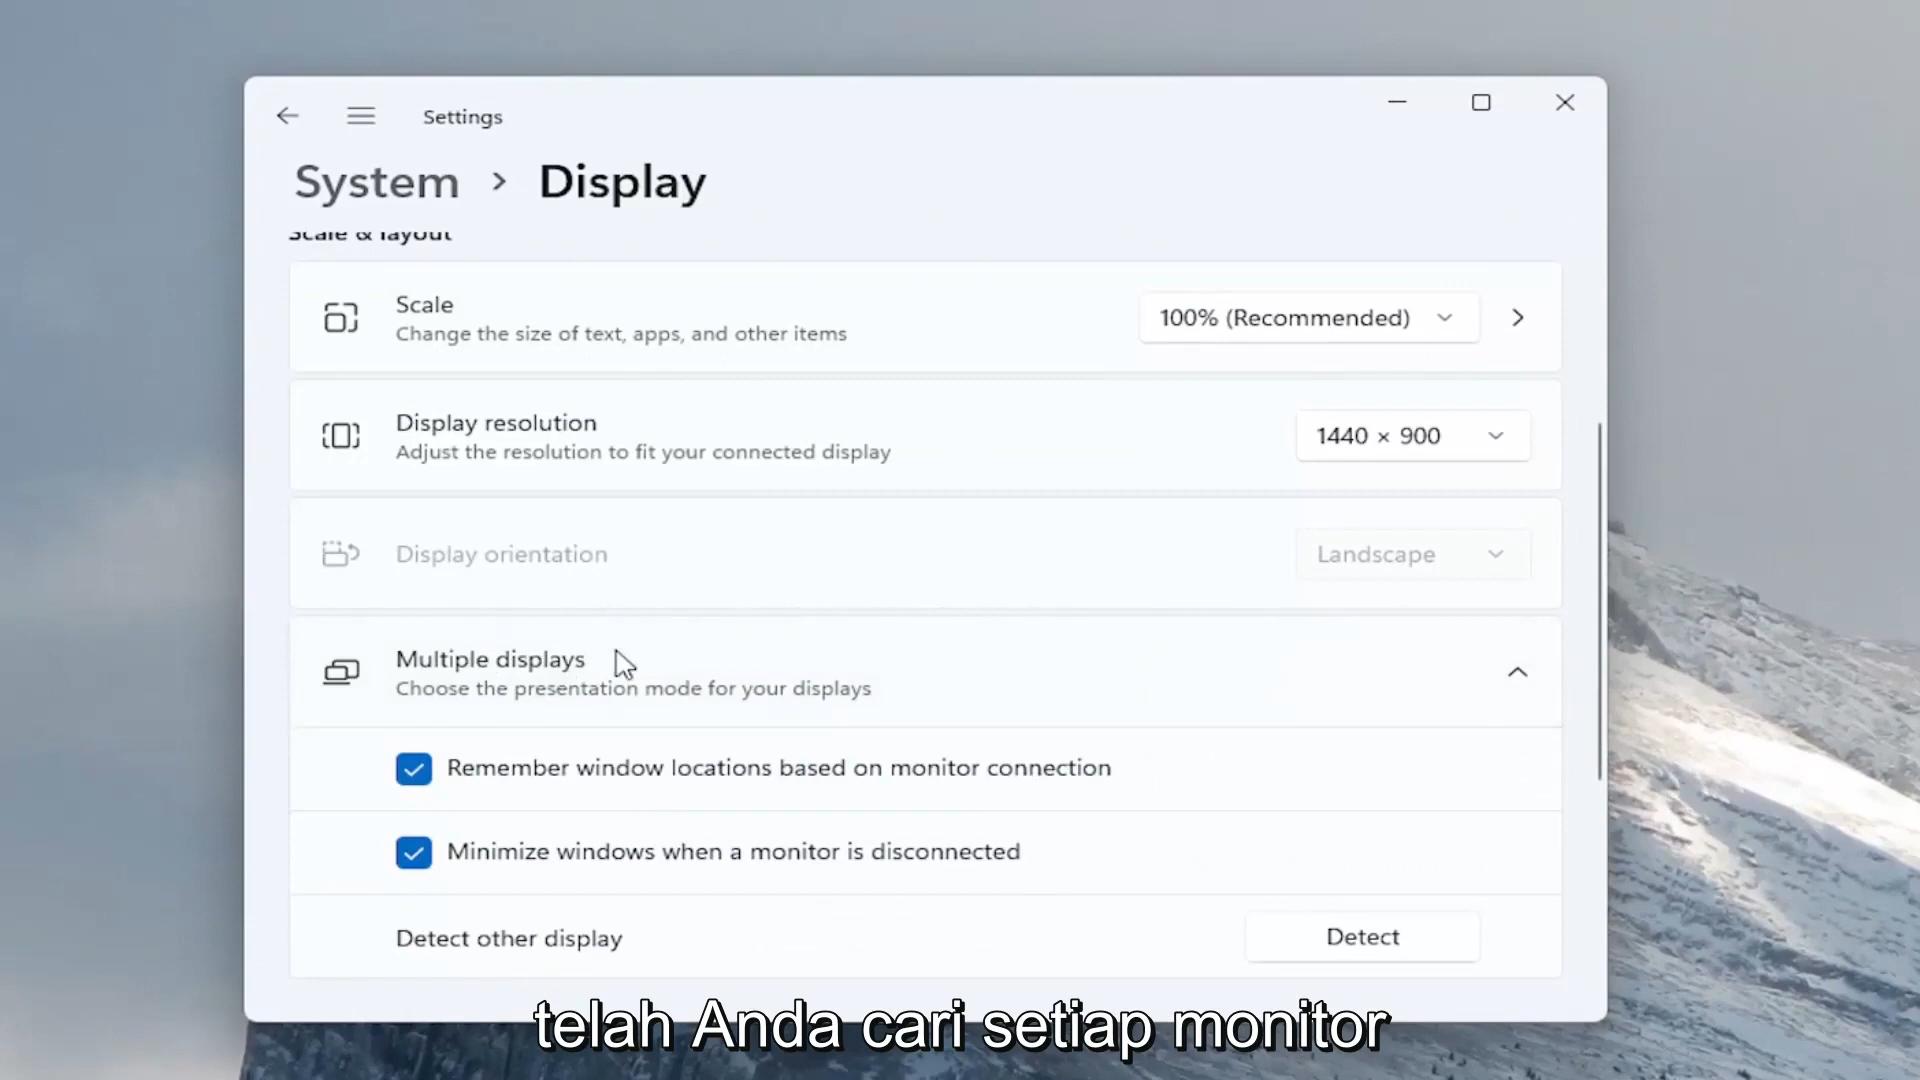 Settings
System > Display
Scale & layout
Scale
Change the size of text, apps, and other items
100% (Recommended)
Display resolution
Adjust the resolution to fit your connected display
1440 × 900
Display orientation
Landscape
Multiple displays
Choose the presentation mode for your displays
Remember window locations based on monitor connection
Minimize windows when a monitor is disconnected
Detect other display
Detect
telah Anda cari setiap monitor